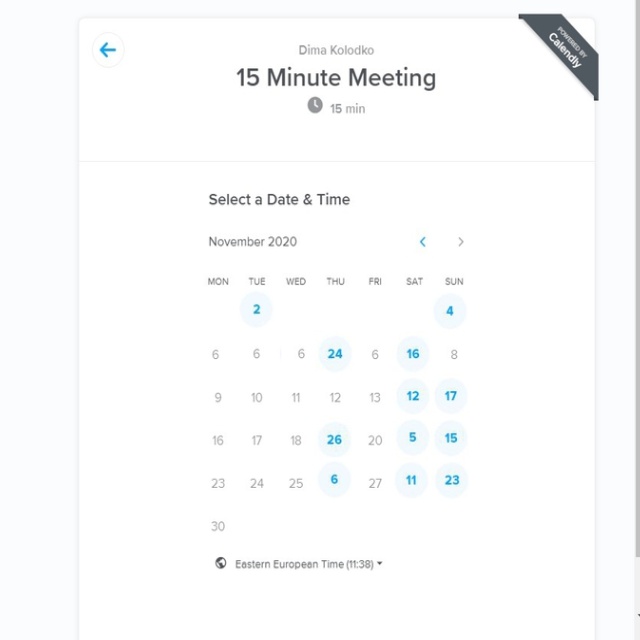 POWERED BY
Calendly
Dima Kolodko
15 Minute Meeting
15 min
Select a Date & Time
November 2020
MON TUE WED THU FRI SAT SUN
2 4
6 6 6 24 6 16 8
9 10 11 12 13 12 17
16 17 18 26 20 5 15
23 24 25 6 27 11 23
30
Eastern European Time (11:38)